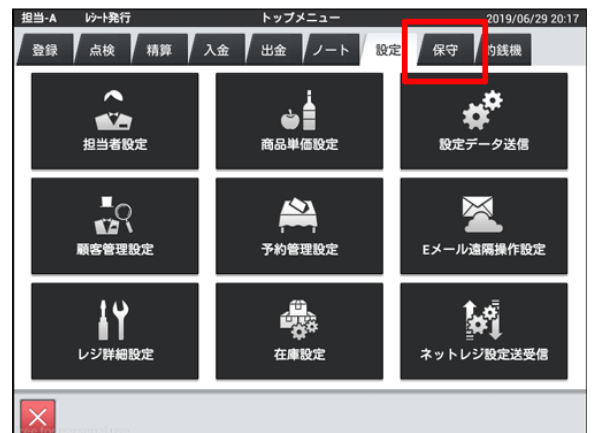 担当-A ﾚｼｰﾄ発行 トップメニュー 2019/06/29 20:17
登録 点検 精算 入金 出金 ノート 設定 保守 釣銭機
担当者設定 商品単価設定 設定データ送信
顧客管理設定 予約管理設定 Eメール遠隔操作設定
レジ詳細設定 在庫設定 ネットレジ設定送受信